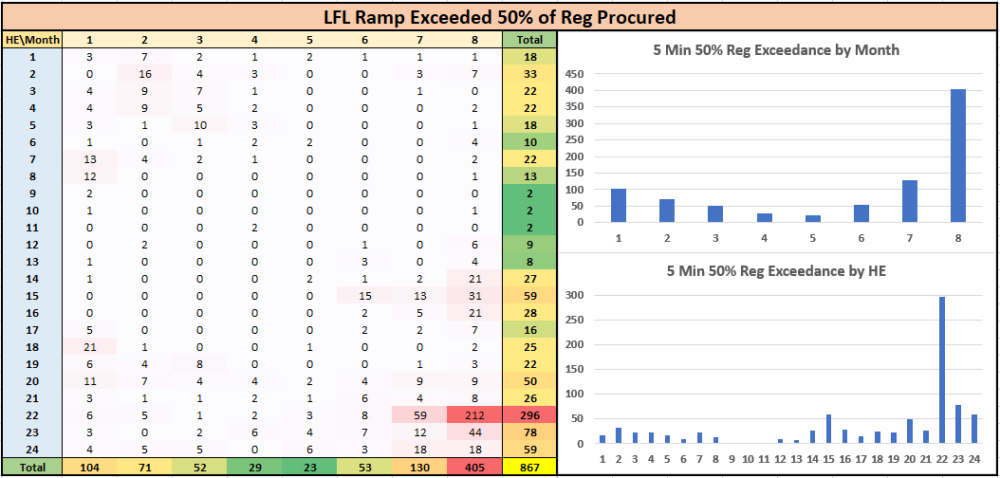 LFL Ramp Exceeded 50% of Reg Procured
HE\Month 1 2 3 4 5 6 7 8 Total
1 3 7 2 1 2 1 1 1 18
2 0 16 4 3 0 0 3 7 33
3 4 9 7 1 0 0 1 0 22
4 4 9 5 2 0 0 0 2 22
5 3 1 10 3 0 0 0 1 18
6 1 0 1 2 2 0 0 4 10
7 13 4 2 1 0 0 0 2 22
8 12 0 0 0 0 0 0 1 13
9 2 0 0 0 0 0 0 0 2
10 1 0 0 0 0 0 0 1 2
11 0 0 0 2 0 0 0 0 2
12 0 2 0 0 0 1 0 6 9
13 1 0 0 0 0 3 0 4 8
14 1 0 0 0 2 1 2 21 27
15 0 0 0 0 0 15 13 31 59
16 0 0 0 0 0 2 5 21 28
17 5 0 0 0 0 2 2 7 16
18 21 1 0 0 1 0 0 2 25
19 6 4 8 0 0 0 1 3 22
20 11 7 4 4 2 4 9 9 50
21 3 1 1 2 1 6 4 8 26
22 6 5 1 2 3 8 59 212 296
23 3 0 2 6 4 7 12 44 78
24 4 5 5 0 6 3 18 18 59
Total 104 71 52 29 23 53 130 405 867
5 Min 50% Reg Exceedance by Month
450
400
350
300
250
200
150
100
50
0
1 2 3 4 5 6 7 8
5 Min 50% Reg Exceedance by HE
300
250
200
150
100
50
0
1 2 3 4 5 6 7 8 9 10 11 12 13 14 15 16 17 18 19 20 21 22 23 24